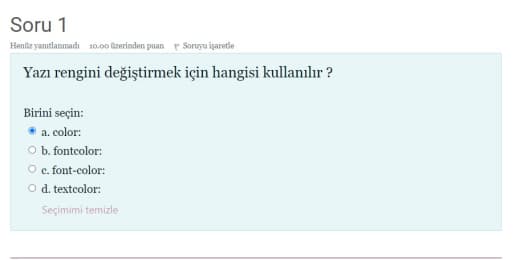 Soru 1
Henüz yanıtlanmadı 10.00 üzerinden puan Soruyu işaretle
Yazı rengini değiştirmek için hangisi kullanılır ?
Birini seçin:
a. color:
b. fontcolor:
c. font-color:
d. textcolor:
Seçimimi temizle